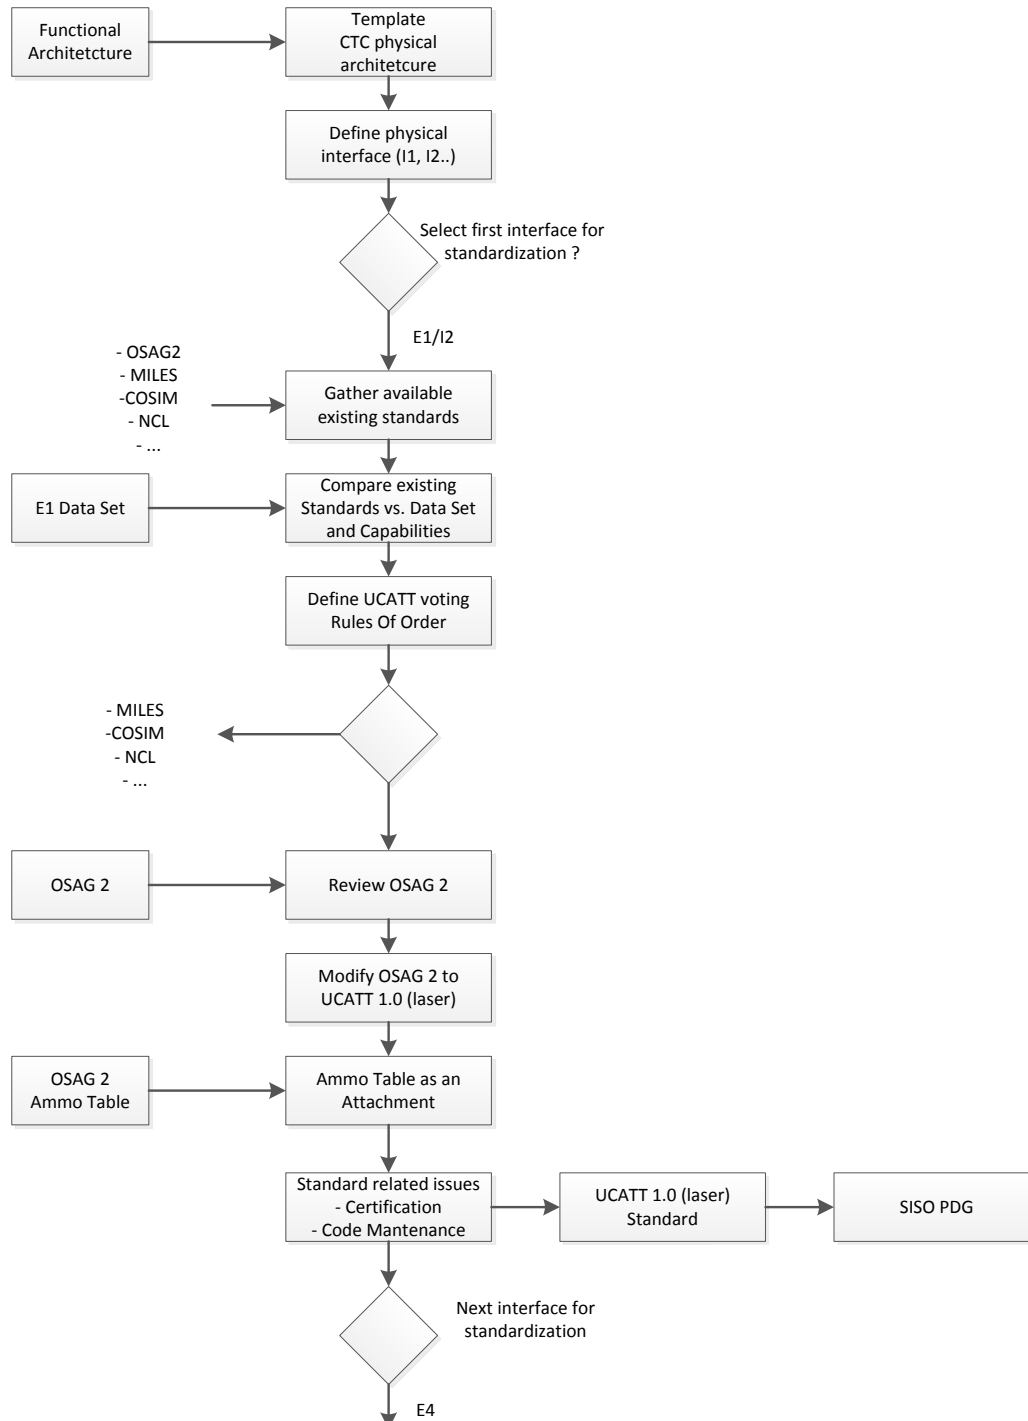 Functional
Architetcture
Template
CTC physical
architetcure
Define physical
interface (I1, I2..)
Select first interface for
standardization ?
E1/I2
- OSAG2
- MILES
-COSIM
- NCL
- ...
Gather available
existing standards
E1 Data Set
Compare existing
Standards vs. Data Set
and Capabilities
Define UCATT voting
Rules Of Order
- MILES
-COSIM
- NCL
- ...
OSAG 2
Review OSAG 2
Modify OSAG 2 to
UCATT 1.0 (laser)
OSAG 2
Ammo Table
Ammo Table as an
Attachment
Standard related issues
- Certification
- Code Mantenance
UCATT 1.0 (laser)
Standard
SISO PDG
Next interface for
standardization
E4